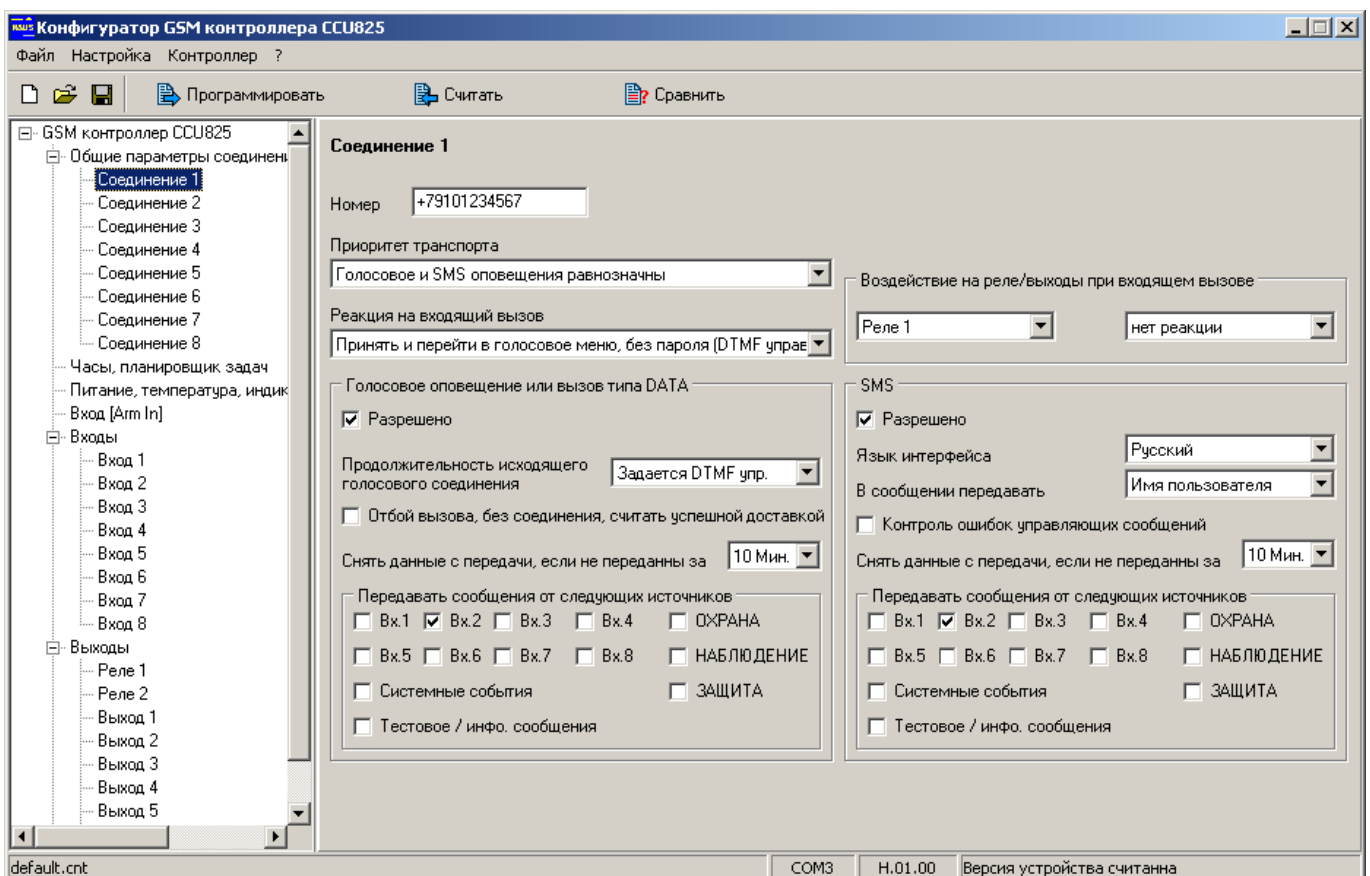 Конфигуратор GSM контроллера CCU825
Файл Настройка Контроллер ?
Программировать Считать Сравнить
GSM контроллер CCU825
Общие параметры соединен
Соединение 1
Соединение 2
Соединение 3
Соединение 4
Соединение 5
Соединение 6
Соединение 7
Соединение 8
Часы, планировщик задач
Питание, температура, индик
Вход [Arm In]
Входы
Вход 1
Вход 2
Вход 3
Вход 4
Вход 5
Вход 6
Вход 7
Вход 8
Выходы
Реле 1
Реле 2
Выход 1
Выход 2
Выход 3
Выход 4
Выход 5
Соединение 1
Номер +79101234567
Приоритет транспорта
Голосовое и SMS оповещения равнозначны
Реакция на входящий вызов
Принять и перейти в голосовое меню, без пароля (DTMF управ
Воздействие на реле/выходы при входящем вызове
Реле 1 нет реакции
Голосовое оповещение или вызов типа DATA
Разрешено
Продолжительность исходящего
голосового соединения
Задается DTMF упр.
Отбой вызова, без соединения, считать успешной доставкой
Снять данные с передачи, если не переданны за 10 Мин.
Передавать сообщения от следующих источников
Вх.1 Вх.2 Вх.3 Вх.4 ОХРАНА
Вх.5 Вх.6 Вх.7 Вх.8 НАБЛЮДЕНИЕ
Системные события ЗАЩИТА
Тестовое / инфо. сообщения
SMS
Разрешено
Язык интерфейса Русский
В сообщении передавать Имя пользователя
Контроль ошибок управляющих сообщений
Снять данные с передачи, если не переданны за 10 Мин.
Передавать сообщения от следующих источников
Вх.1 Вх.2 Вх.3 Вх.4 ОХРАНА
Вх.5 Вх.6 Вх.7 Вх.8 НАБЛЮДЕНИЕ
Системные события ЗАЩИТА
Тестовое / инфо. сообщения
default.cnt COM3 H.01.00 Версия устройства считанна